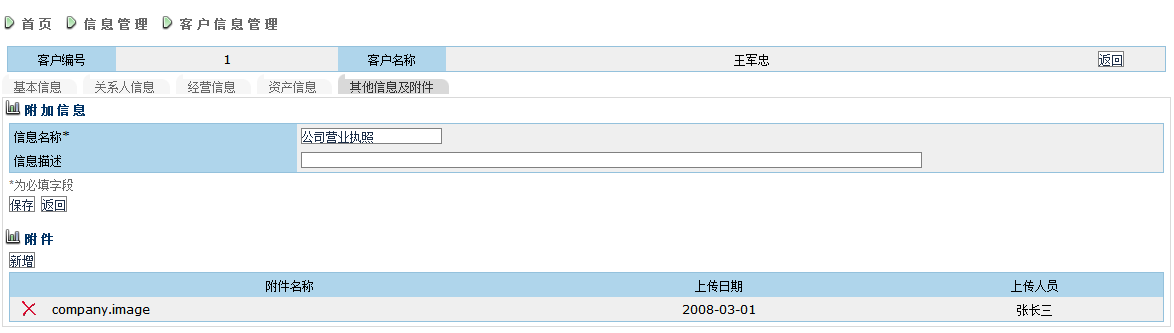 首页 信息管理 客户信息管理
客户编号 1 客户名称 王军忠 返回
基本信息 关系人信息 经营信息 资产信息 其他信息及附件
附加信息
信息名称* 公司营业执照
信息描述
*为必填字段
保存 返回
附件
新增
附件名称 上传日期 上传人员
company.image 2008-03-01 张长三